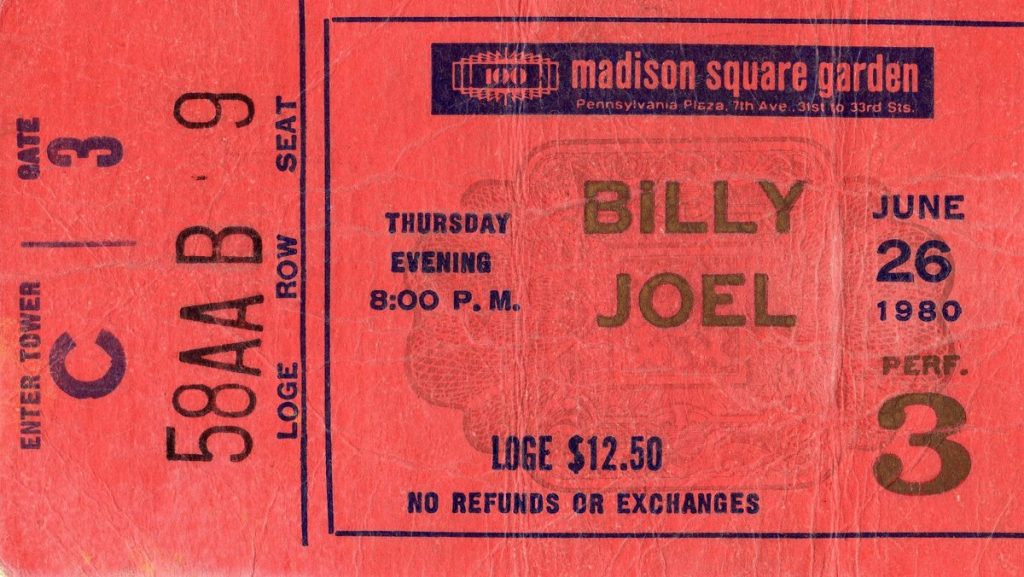 GATE
3
ENTER TOWER
C
58AA B 9
LOGE ROW SEAT
100 madison square garden
Pennsylvania Plaza, 7th Ave., 31st to 33rd Sts.
THURSDAY
EVENING
8:00 P.M.
BiLLY
JOEL
JUNE
26
1980
PERF.
3
LOGE $12.50
NO REFUNDS OR EXCHANGES